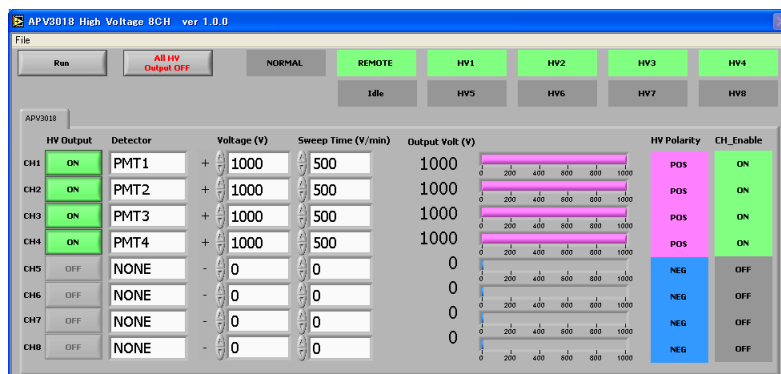 APV3018 High Voltage 8CH ver 1.0.0
File
Run All HV Output OFF NORMAL REMOTE HV1 HV2 HV3 HV4
Idle HV5 HV6 HV7 HV8
APV3018
HV Output Detector Voltage (V) Sweep Time (V/min) Output Volt (V) HV Polarity CH_Enable
CH1 ON PMT1 + 1000 500 1000 POS ON
0 200 400 600 800 1000
CH2 ON PMT2 + 1000 500 1000 POS ON
0 200 400 600 800 1000
CH3 ON PMT3 + 1000 500 1000 POS ON
0 200 400 600 800 1000
CH4 ON PMT4 + 1000 500 1000 POS ON
0 200 400 600 800 1000
CH5 OFF NONE - 0 0 0 NEG OFF
0 200 400 600 800 1000
CH6 OFF NONE - 0 0 0 NEG OFF
0 200 400 600 800 1000
CH7 OFF NONE - 0 0 0 NEG OFF
0 200 400 600 800 1000
CH8 OFF NONE - 0 0 0 NEG OFF
0 200 400 600 800 1000